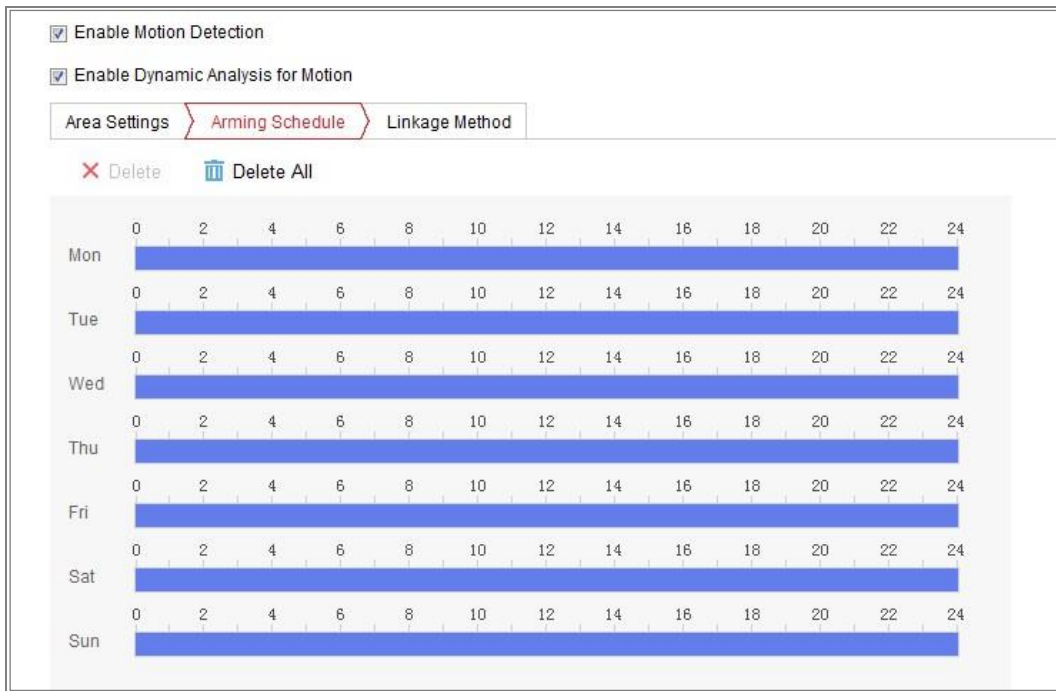 Enable Motion Detection
Enable Dynamic Analysis for Motion
Area Settings Arming Schedule Linkage Method
Delete Delete All
0 2 4 6 8 10 12 14 16 18 20 22 24
Mon
0 2 4 6 8 10 12 14 16 18 20 22 24
Tue
0 2 4 6 8 10 12 14 16 18 20 22 24
Wed
0 2 4 6 8 10 12 14 16 18 20 22 24
Thu
0 2 4 6 8 10 12 14 16 18 20 22 24
Fri
0 2 4 6 8 10 12 14 16 18 20 22 24
Sat
0 2 4 6 8 10 12 14 16 18 20 22 24
Sun